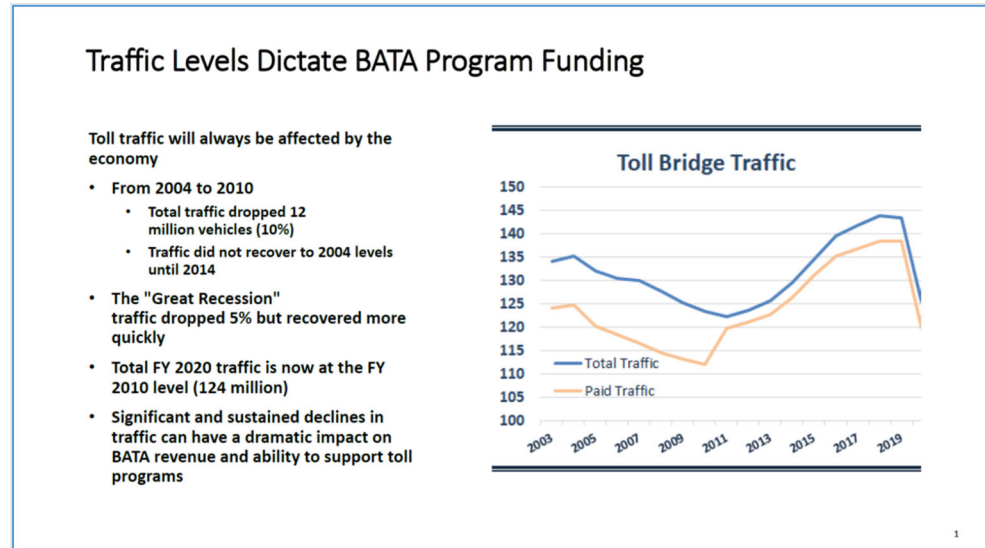 Traffic Levels Dictate BATA Program Funding
Toll traffic will always be affected by the
economy
• From 2004 to 2010
• Total traffic dropped 12
million vehicles (10%)
• Traffic did not recover to 2004 levels
until 2014
• The "Great Recession"
traffic dropped 5% but recovered more
quickly
• Total FY 2020 traffic is now at the FY
2010 level (124 million)
• Significant and sustained declines in
traffic can have a dramatic impact on
BATA revenue and ability to support toll
programs
Toll Bridge Traffic
150
145
140
135
130
125
120
115
110
105
100
Total Traffic
Paid Traffic
2003 2005 2007 2009 2011 2013 2015 2017 2019
1